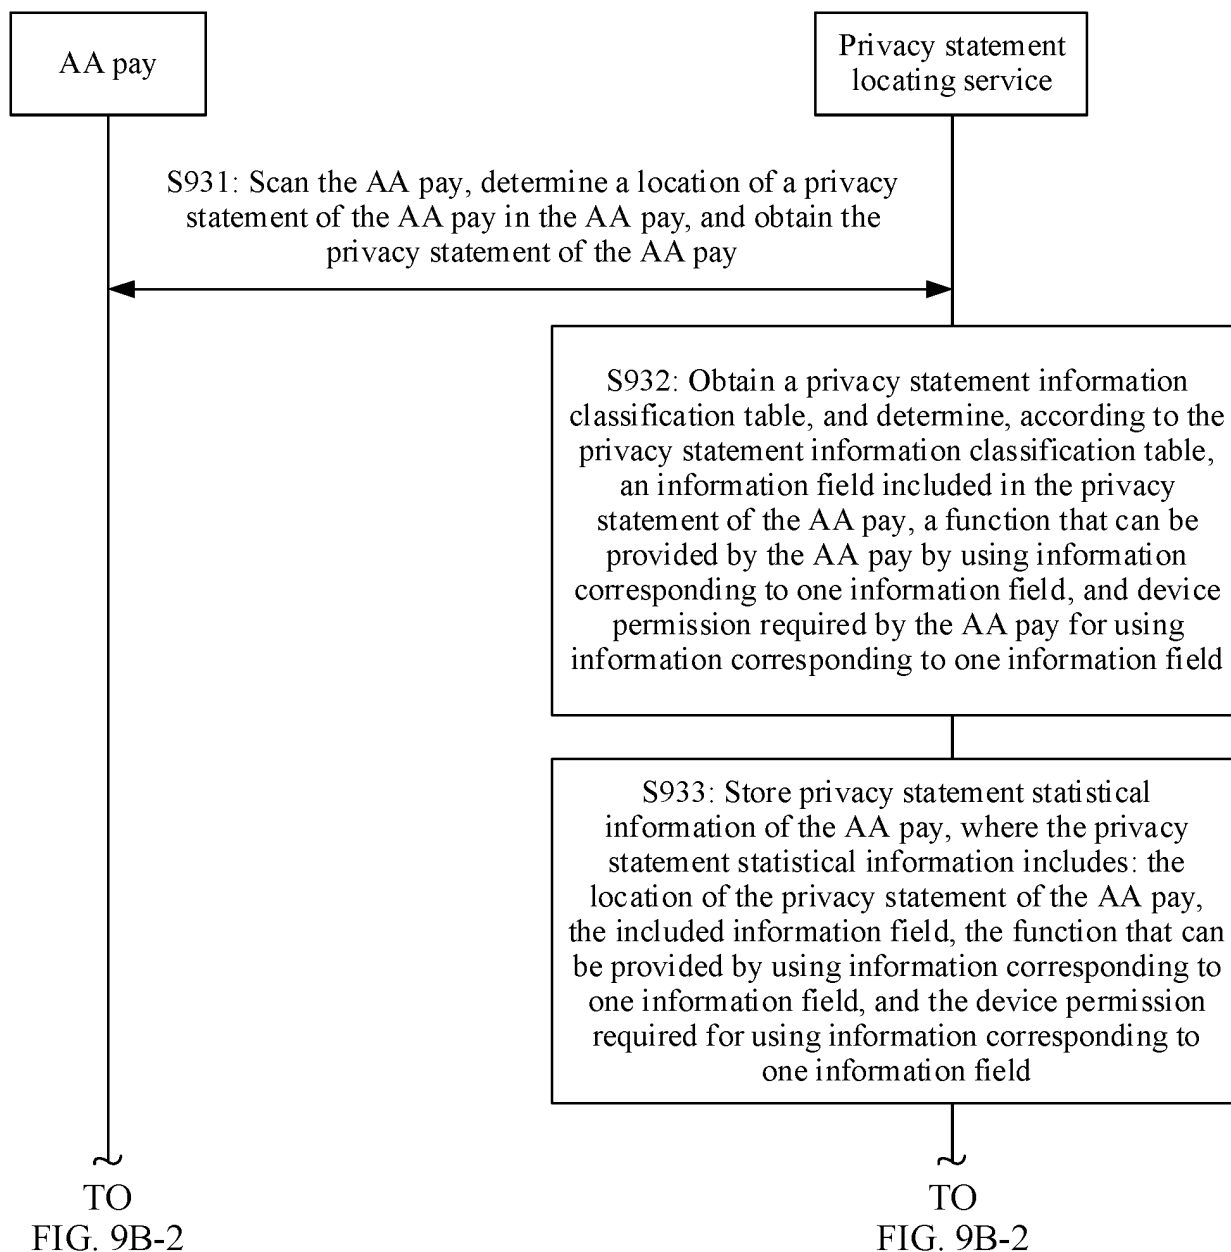 AA pay
Privacy statement
locating service
S931: Scan the AA pay, determine a location of a privacy
statement of the AA pay in the AA pay, and obtain the
privacy statement of the AA pay
S932: Obtain a privacy statement information
classification table, and determine, according to the
privacy statement information classification table,
an information field included in the privacy
statement of the AA pay, a function that can be
provided by the AA pay by using information
corresponding to one information field, and device
permission required by the AA pay for using
information corresponding to one information field
S933: Store privacy statement statistical
information of the AA pay, where the privacy
statement statistical information includes: the
location of the privacy statement of the AA pay,
the included information field, the function that can
be provided by using information corresponding to
one information field, and the device permission
required for using information corresponding to
one information field
TO
FIG. 9B-2
TO
FIG. 9B-2